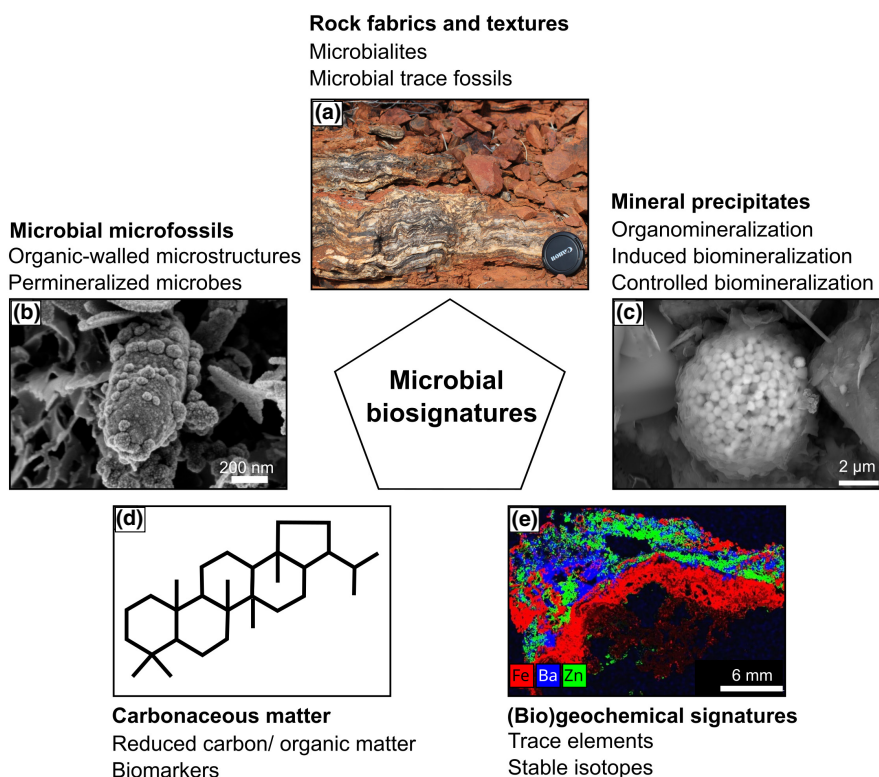 Rock fabrics and textures
Microbialites
Microbial trace fossils
(a)
Canon
Microbial microfossils
Organic-walled microstructures
Permineralized microbes
(b)
200 nm
Mineral precipitates
Organomineralization
Induced biomineralization
Controlled biomineralization
(c)
2 µm
Microbial
biosignatures
(d)
Carbonaceous matter
Reduced carbon/ organic matter
Biomarkers
(e)
Fe Ba Zn
6 mm
(Bio)geochemical signatures
Trace elements
Stable isotopes